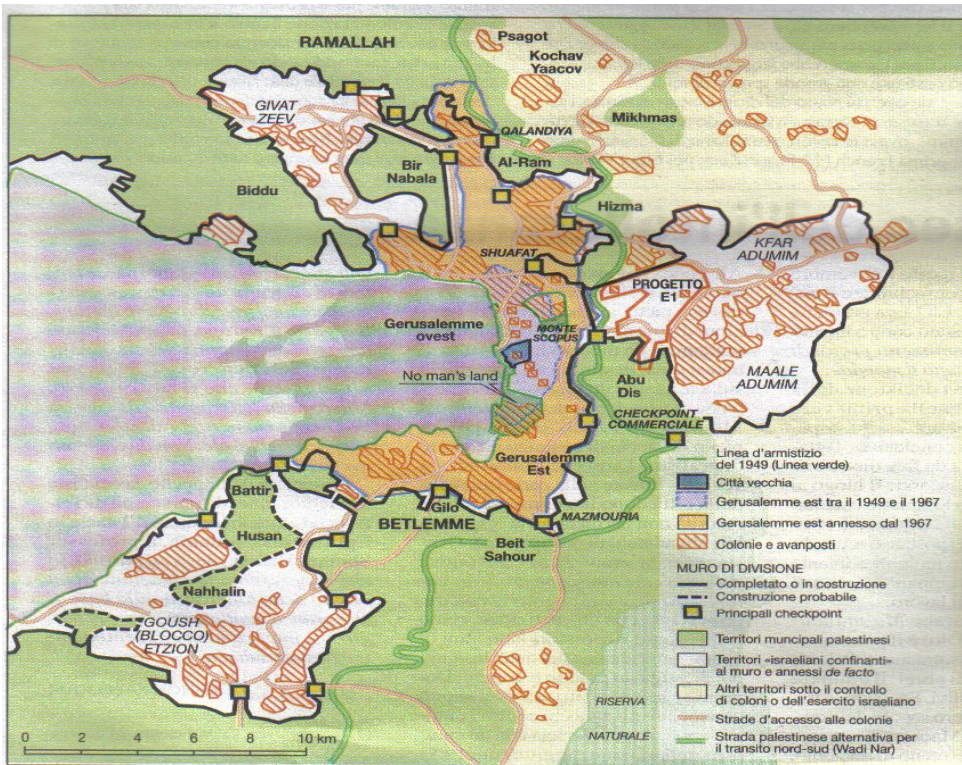 RAMALLAH
Psagot
Kochav
Yaacov
GIVAT
ZEEV
QALANDIYA
Mikhmas
Bir
Nabala
Al-Ram
Biddu
Hizma
SHUAFAT
KFAR
ADUMIM
PROGETTO
E1
Gerusalemme
ovest
MONTE
SCOPUS
No man's land
Abu
Dis
MAALE
ADUMIM
CHECKPOINT
COMMERCIALE
Gerusalemme
Est
Battir
Gilo
BETLEMME
MAZMOURIA
Husan
Beit
Sahour
Nahhalin
GOUSH
(BLOCCO)
ETZION
RISERVA
NATURALE
0 2 4 6 8 10 km
Linea d'armistizio
del 1949 (Linea verde)
Città vecchia
Gerusalemme est tra il 1949 e il 1967
Gerusalemme est annesso dal 1967
Colonie e avanposti
MURO DI DIVISIONE
Completato o in costruzione
Construzione probabile
Principali checkpoint
Territori muncipali palestinesi
Territori «israeliani confinanti»
al muro e annessi de facto
Altri territori sotto il controllo
di coloni o dell'esercito israeliano
Strade d'accesso alle colonie
Strada palestinese alternativa per
il transito nord-sud (Wadi Nar)